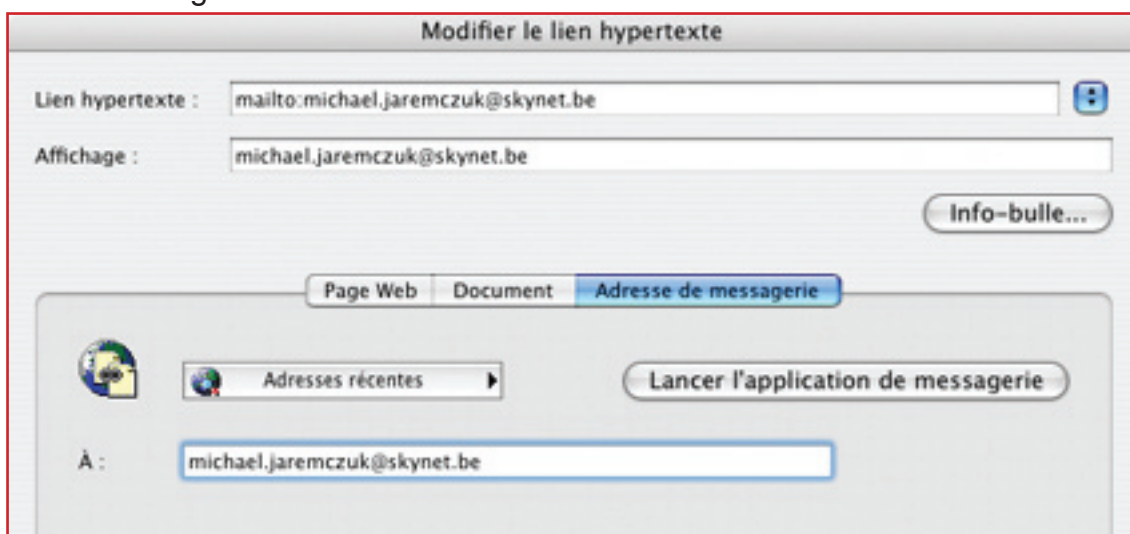 Modifier le lien hypertexte
Lien hypertexte : mailto:michael.jaremczuk@skynet.be
Affichage : michael.jaremczuk@skynet.be
Info-bulle...
Page Web Document Adresse de messagerie
Adresses récentes Lancer l'application de messagerie
À : michael.jaremczuk@skynet.be